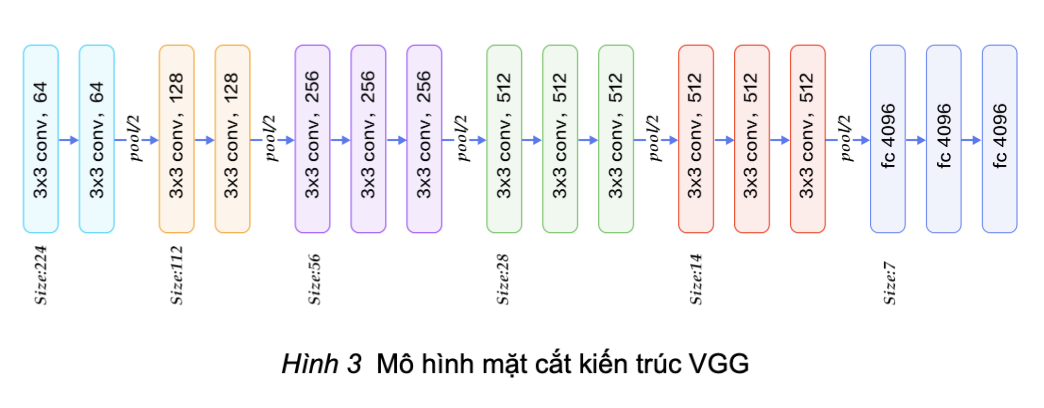 3x3 conv, 64
3x3 conv, 64
pool/2
3x3 conv, 128
3x3 conv, 128
pool/2
3x3 conv, 256
3x3 conv, 256
3x3 conv, 256
pool/2
3x3 conv, 512
3x3 conv, 512
3x3 conv, 512
pool/2
3x3 conv, 512
3x3 conv, 512
3x3 conv, 512
pool/2
fc 4096
fc 4096
fc 4096
Size:224
Size:112
Size:56
Size:28
Size:14
Size:7
Hình 3 Mô hình mặt cắt kiến trúc VGG